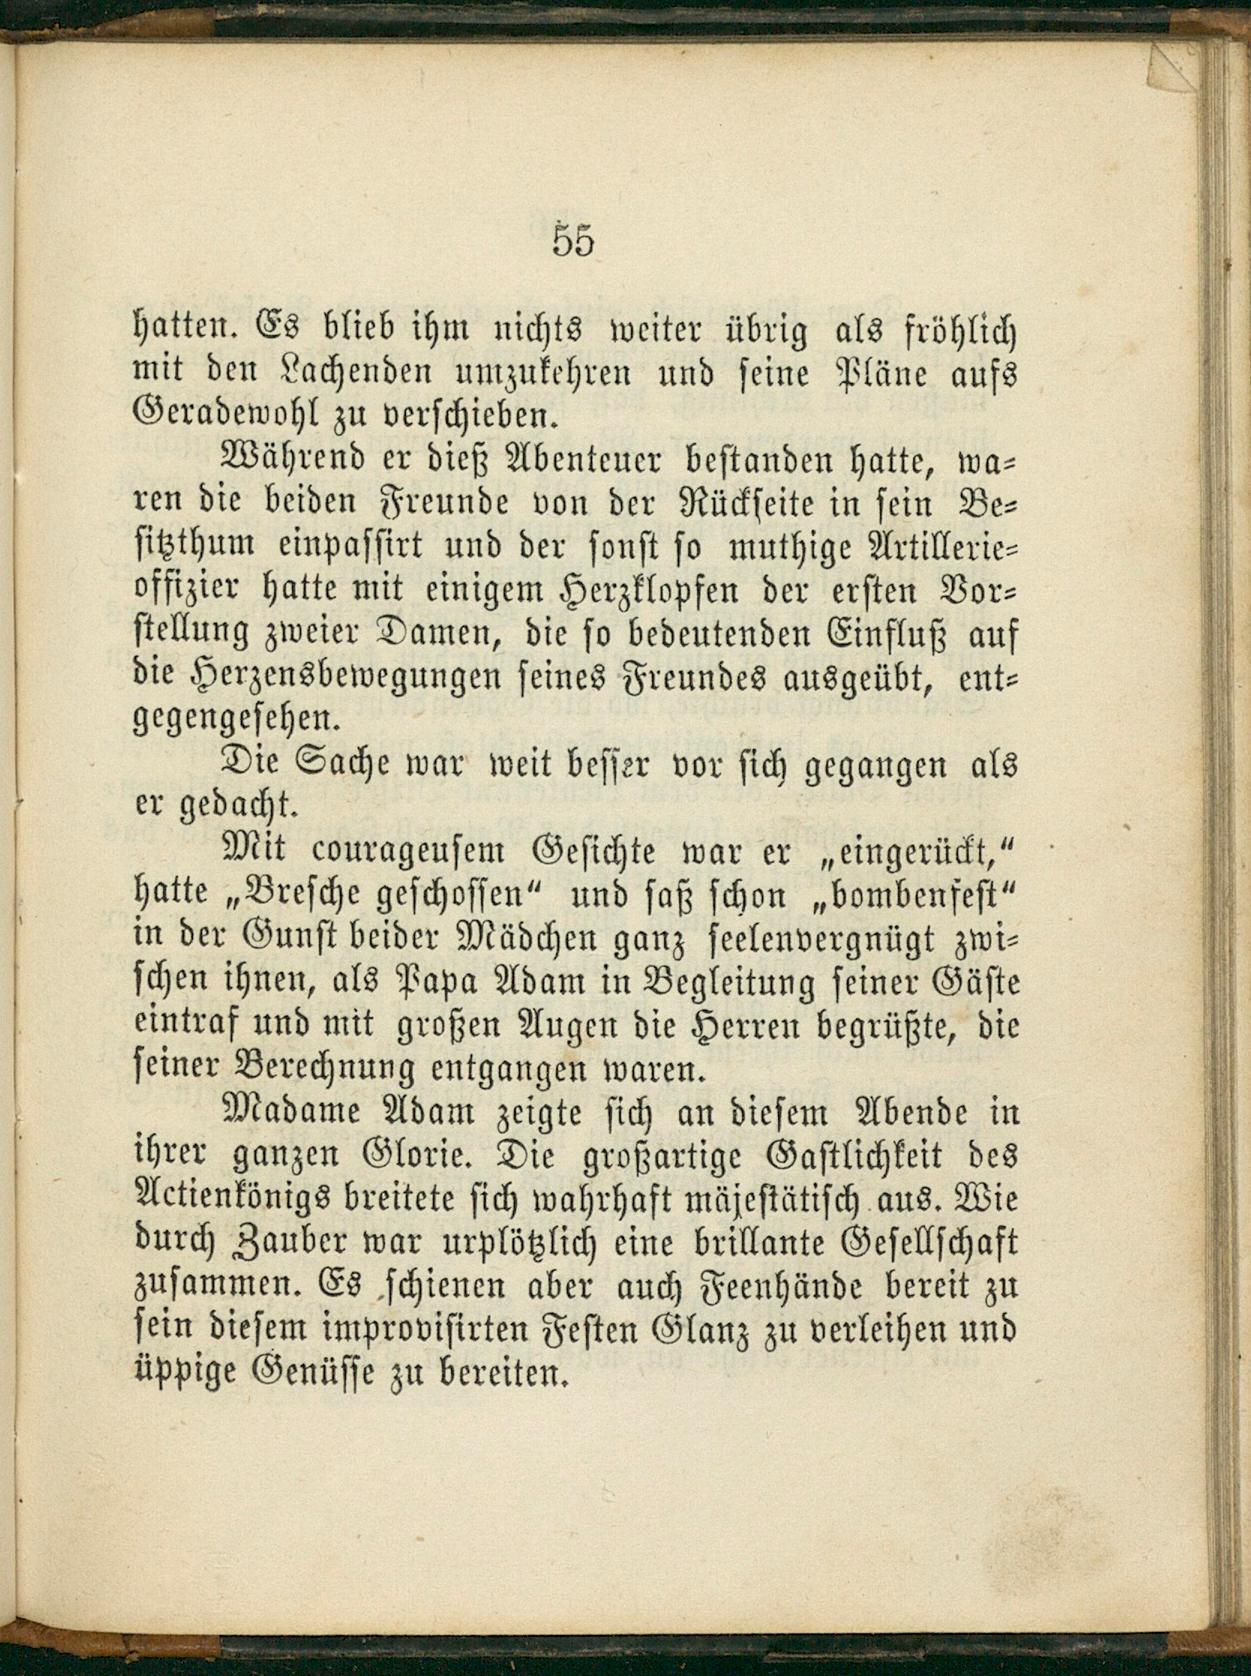 55
hatten. Es blieb ihm nichts weiter übrig als fröhlich
mit den Lachenden umzukehren und seine Pläne aufs
Geradewohl zu verschieben.
Während er dieß Abenteuer bestanden hatte, wa-
ren die beiden Freunde von der Rückseite in sein Be-
sitzthum einpassirt und der sonst so muthige Artillerie-
offizier hatte mit einigem Herzklopfen der ersten Vor-
stellung zweier Damen, die so bedeutenden Einfluß auf
die Herzensbewegungen seines Freundes ausgeübt, ent-
gegengesehen.
Die Sache war weit besser vor sich gegangen als
er gedacht.
Mit courageusem Gesichte war er „eingerückt,“
hatte „Bresche geschossen“ und saß schon „bombenfest“
in der Gunst beider Mädchen ganz seelenvergnügt zwi-
schen ihnen, als Papa Adam in Begleitung seiner Gäste
eintraf und mit großen Augen die Herren begrüßte, die
seiner Berechnung entgangen waren.
Madame Adam zeigte sich an diesem Abende in
ihrer ganzen Glorie. Die großartige Gastlichkeit des
Actienkönigs breitete sich wahrhaft mäjestätisch aus. Wie
durch Zauber war urplötzlich eine brillante Gesellschaft
zusammen. Es schienen aber auch Feenhände bereit zu
sein diesem improvisirten Festen Glanz zu verleihen und
üppige Genüsse zu bereiten.